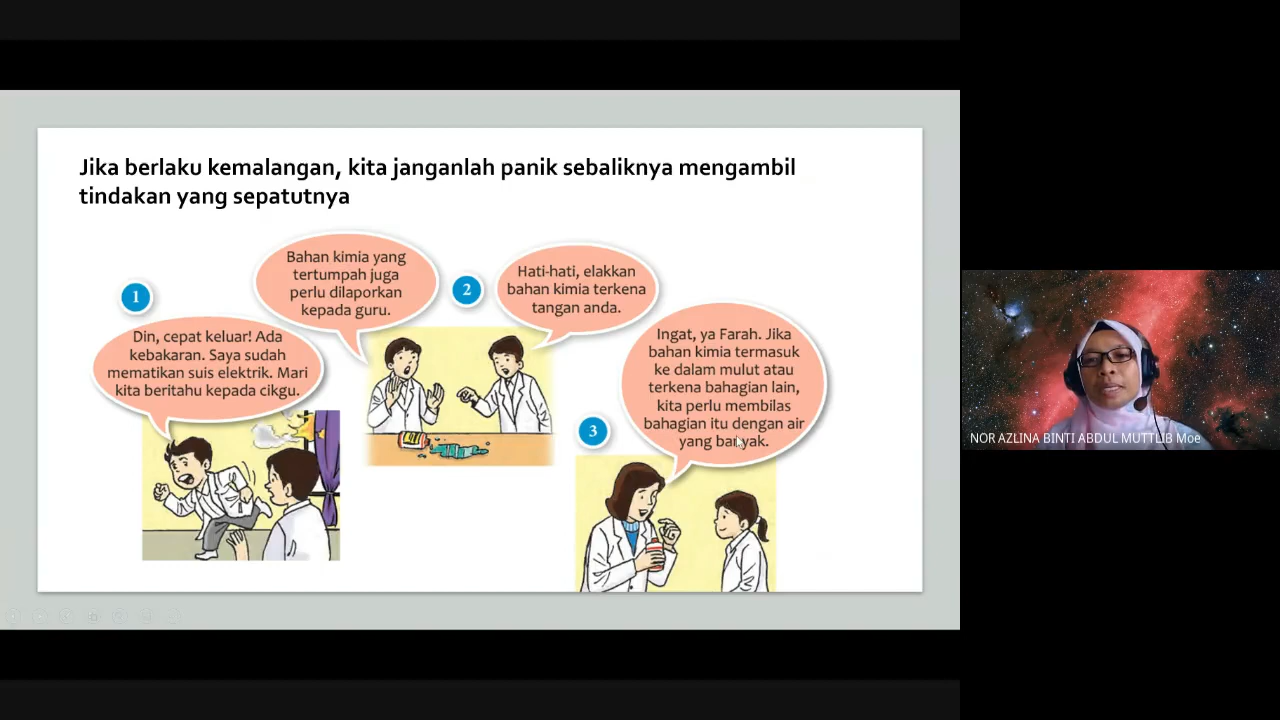 Jika berlaku kemalangan, kita janganlah panik sebaliknya mengambil
tindakan yang sepatutnya
1
Din, cepat keluar! Ada
kebakaran. Saya sudah
mematikan suis elektrik. Mari
kita beritahu kepada cikgu.
Bahan kimia yang
tertumpah juga
perlu dilaporkan
kepada guru.
2
Hati-hati, elakkan
bahan kimia terkena
tangan anda.
3
Ingat, ya Farah. Jika
bahan kimia termasuk
ke dalam mulut atau
terkena bahagian lain,
kita perlu membilas
bahagian itu dengan air
yang banyak.
NOR AZLINA BINTI ABDUL MUTTLIB Moe